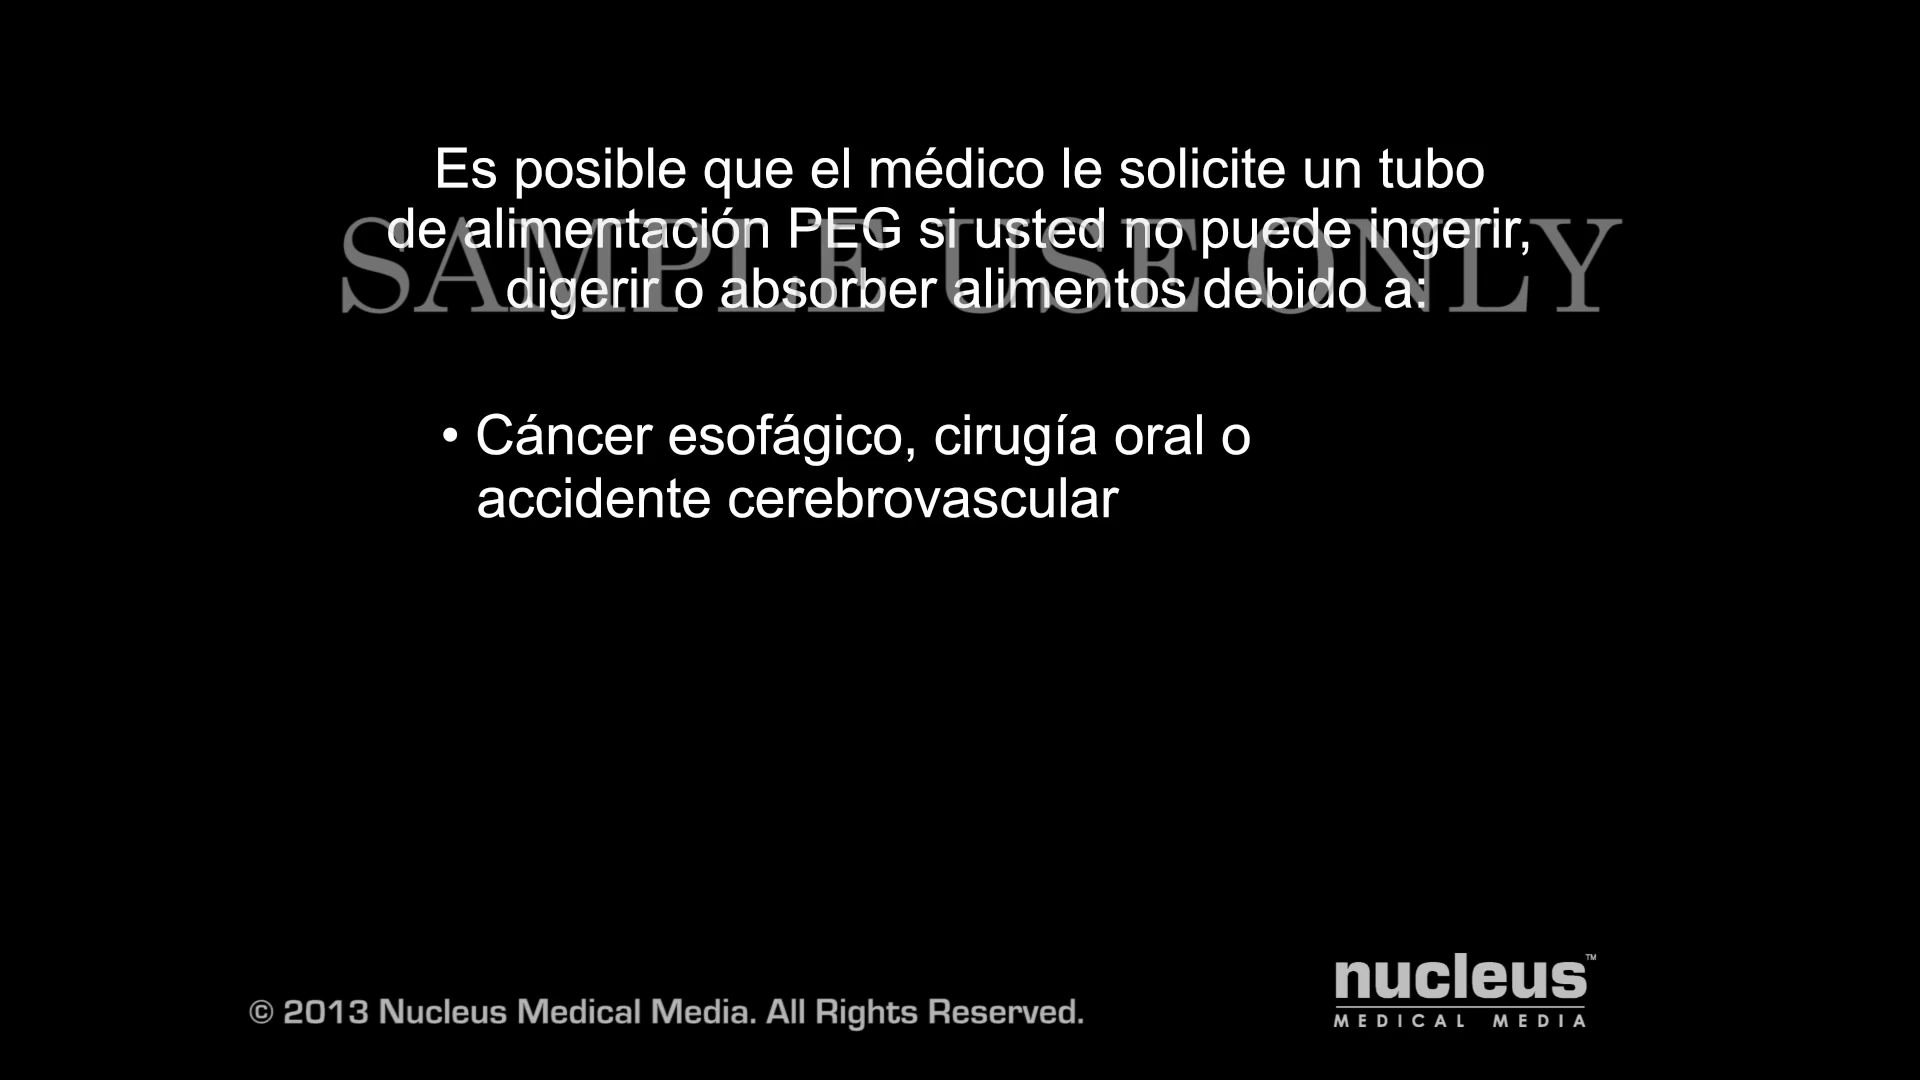 Es posible que el médico le solicite un tubo
de alimentación PEG si usted no puede ingerir,
SAMPLE USE ONLY
digerir o absorber alimentos debido a:
• Cáncer esofágico, cirugía oral o
accidente cerebrovascular
nucleus™
MEDICAL MEDIA
© 2013 Nucleus Medical Media. All Rights Reserved.